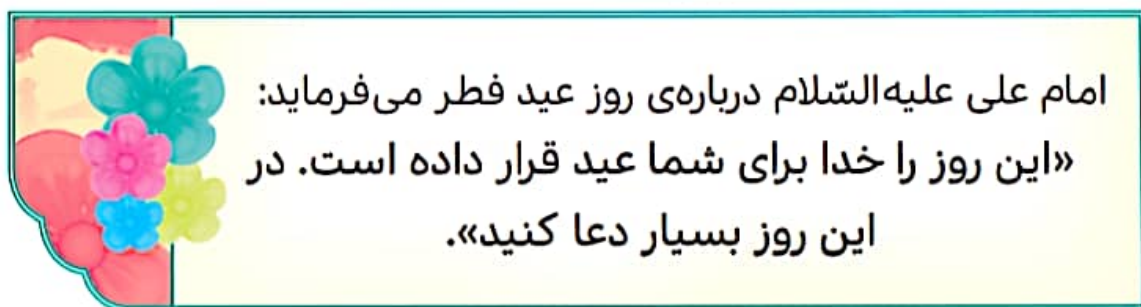 امام علی علیه‌السّلام درباره‌ی روز عید فطر می‌فرماید:
«این روز را خدا برای شما عید قرار داده است. در
این روز بسیار دعا کنید».